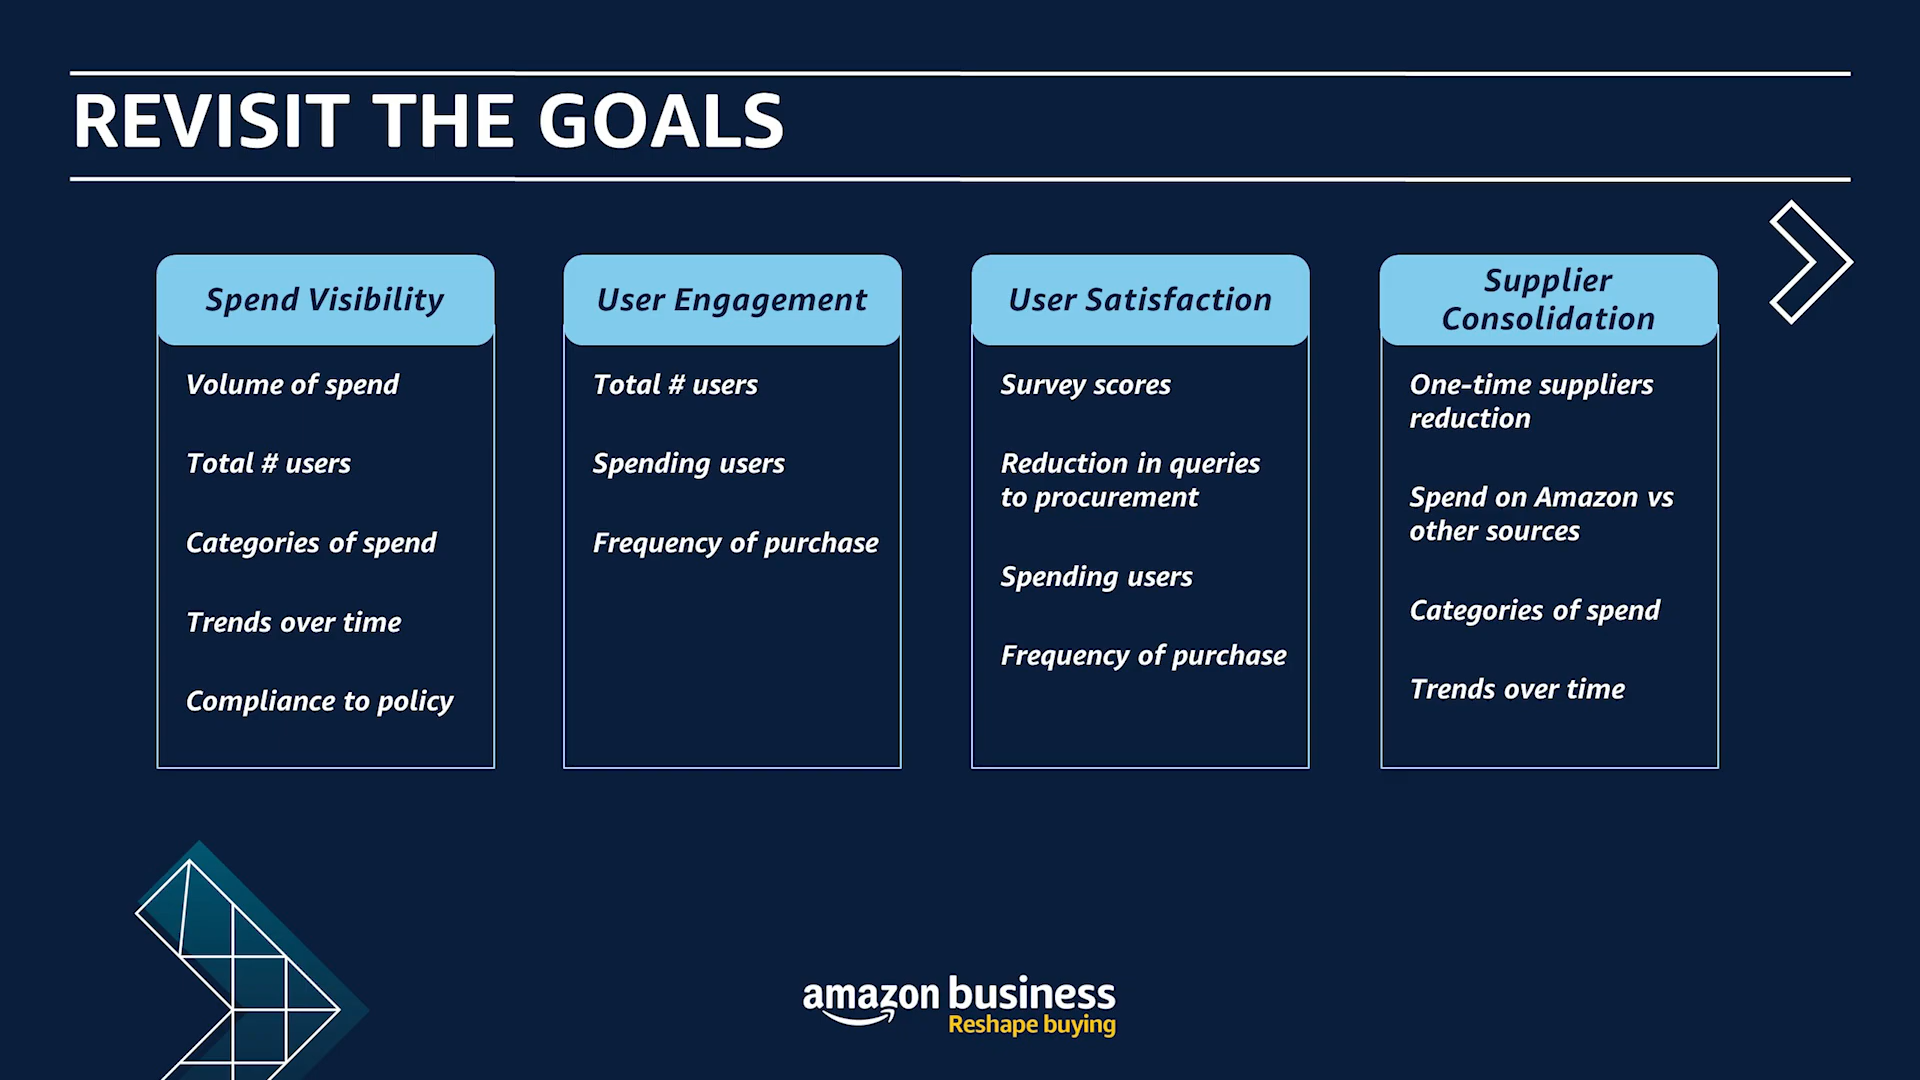 REVISIT THE GOALS
Spend Visibility
Volume of spend
Total # users
Categories of spend
Trends over time
Compliance to policy
User Engagement
Total # users
Spending users
Frequency of purchase
User Satisfaction
Survey scores
Reduction in queries
to procurement
Spending users
Frequency of purchase
Supplier
Consolidation
One-time suppliers
reduction
Spend on Amazon vs
other sources
Categories of spend
Trends over time
amazon business
Reshape buying